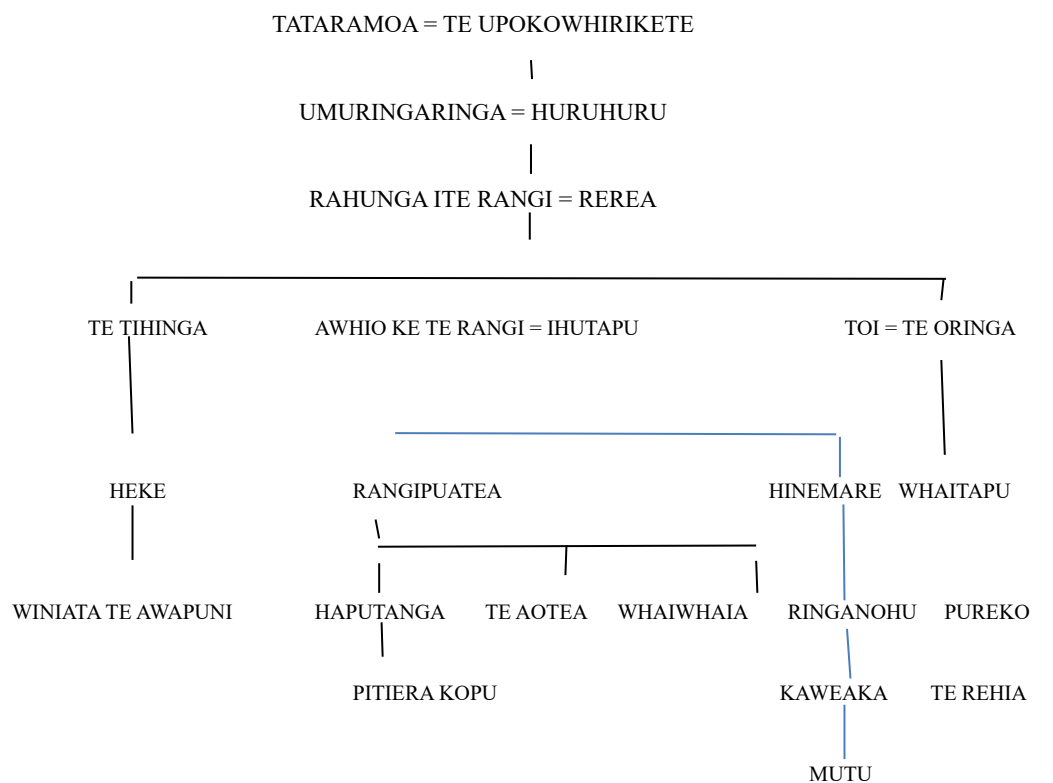 TATARAMOA = TE UPOKOWHIRIKETE
UMURINGARINGA = HURUHURU
RAHUNGA ITE RANGI = REREA
TE TIHINGA AWHIO KE TE RANGI = IHUTAPU TOI = TE ORINGA
HEKE RANGIPUATEA HINEMARE WHAITAPU
WINIATA TE AWAPUNI HAPUTANGA TE AOTEA WHAIWHAIA RINGANOHU PUREKO
PITIERA KOPU KAWEAKA TE REHIA
MUTU